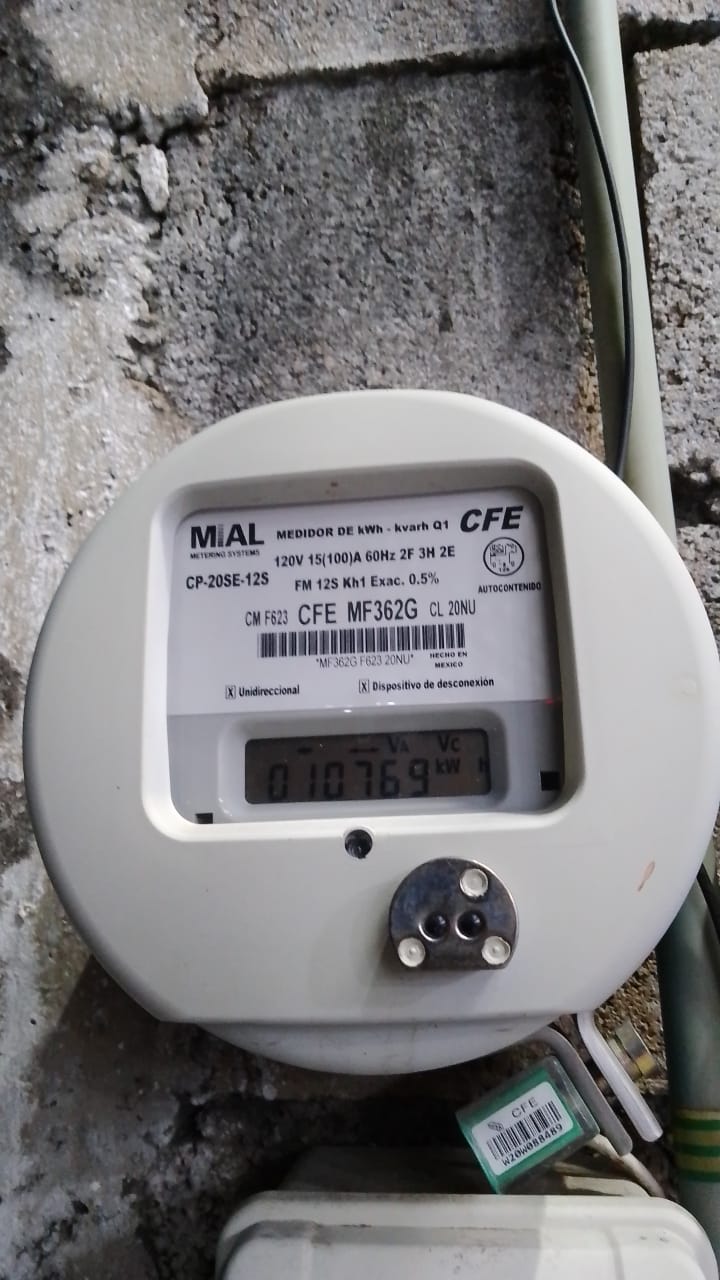 MIAL
METERING SYSTEMS
MEDIDOR DE kWh - kvarh Q1
CFE
120V 15(100)A 60Hz 2F 3H 2E
CP-20SE-12S
FM 12S Kh1 Exac. 0.5%
AUTOCONTENIDO
CM F623 CFE MF362G CL 20NU
*MF362G F623 20NU*
HECHO EN
MEXICO
X Unidireccional
X Dispositivo de desconexión
VA VC
010769 kW h
CFE
W20W088489